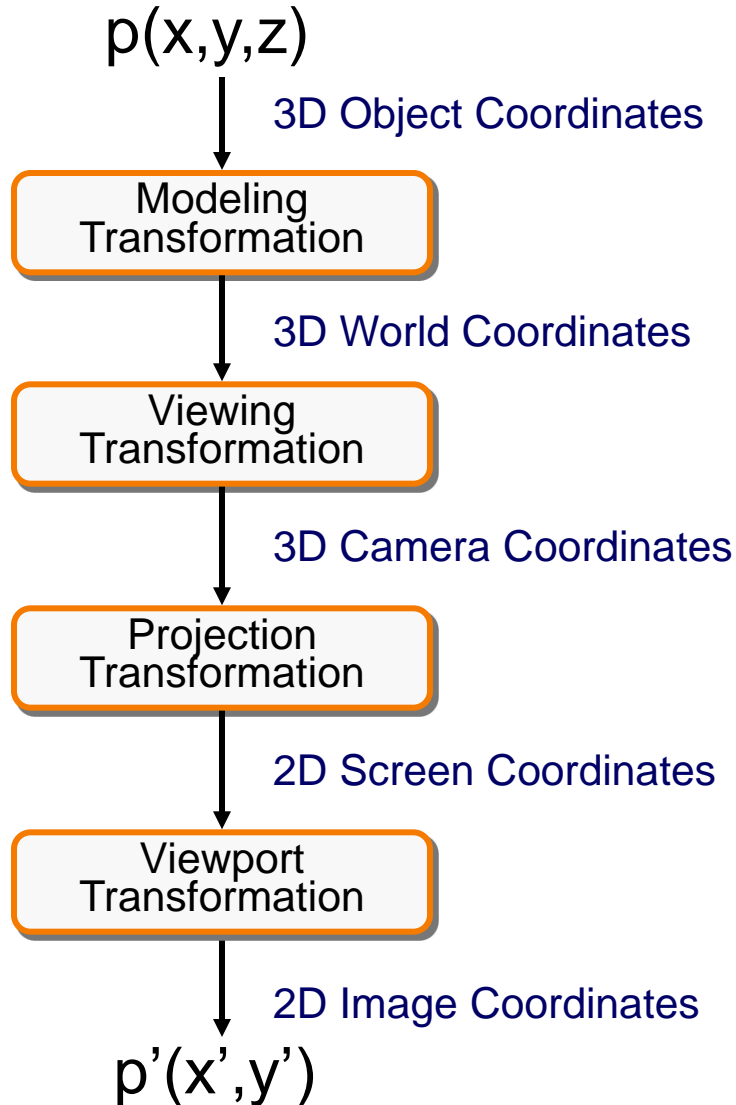 p(x,y,z)
3D Object Coordinates
Modeling
Transformation
3D World Coordinates
Viewing
Transformation
3D Camera Coordinates
Projection
Transformation
2D Screen Coordinates
Viewport
Transformation
2D Image Coordinates
p’(x’,y’)